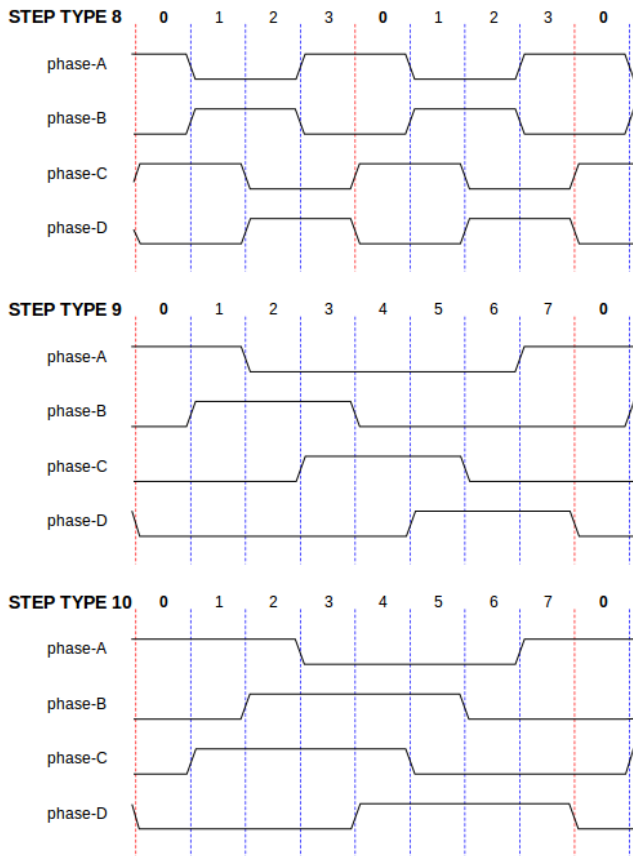 STEP TYPE 8 0 1 2 3 0 1 2 3 0
phase-A
phase-B
phase-C
phase-D
STEP TYPE 9 0 1 2 3 4 5 6 7 0
phase-A
phase-B
phase-C
phase-D
STEP TYPE 10 0 1 2 3 4 5 6 7 0
phase-A
phase-B
phase-C
phase-D